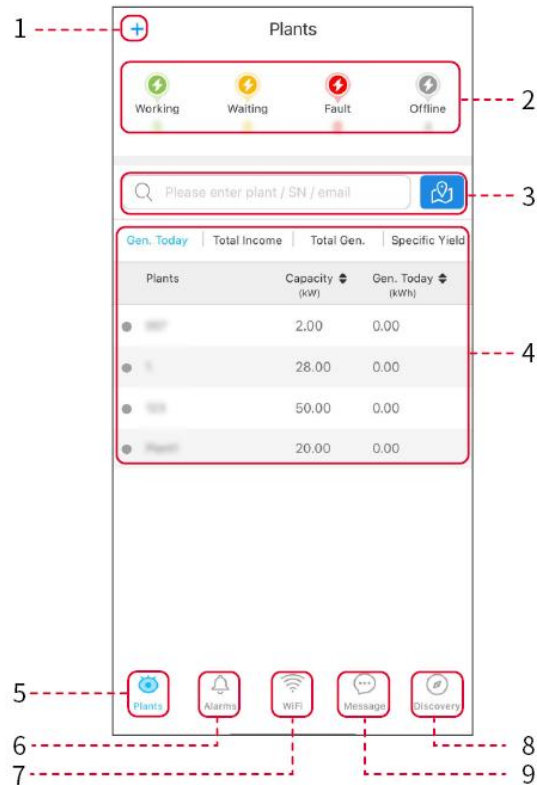 1
Plants
Working Waiting Fault Offline
2
Please enter plant / SN / email
3
Gen. Today Total Income Total Gen. Specific Yield
Plants Capacity Gen. Today
(kW) (kWh)
2.00 0.00
4
28.00 0.00
50.00 0.00
20.00 0.00
5
Plants Alarms WiFi Message Discovery
6 8
7 9